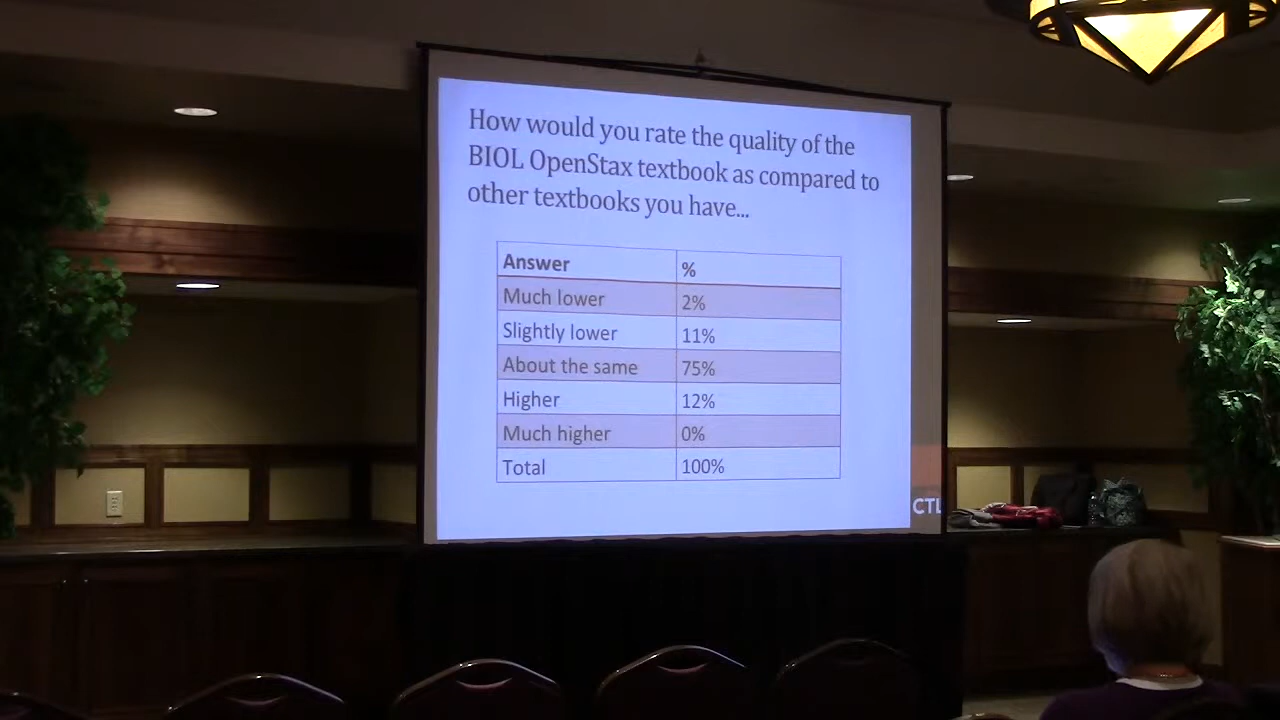 How would you rate the quality of the
BIOL OpenStax textbook as compared to
other textbooks you have...
Answer %
Much lower 2%
Slightly lower 11%
About the same 75%
Higher 12%
Much higher 0%
Total 100%
CTL